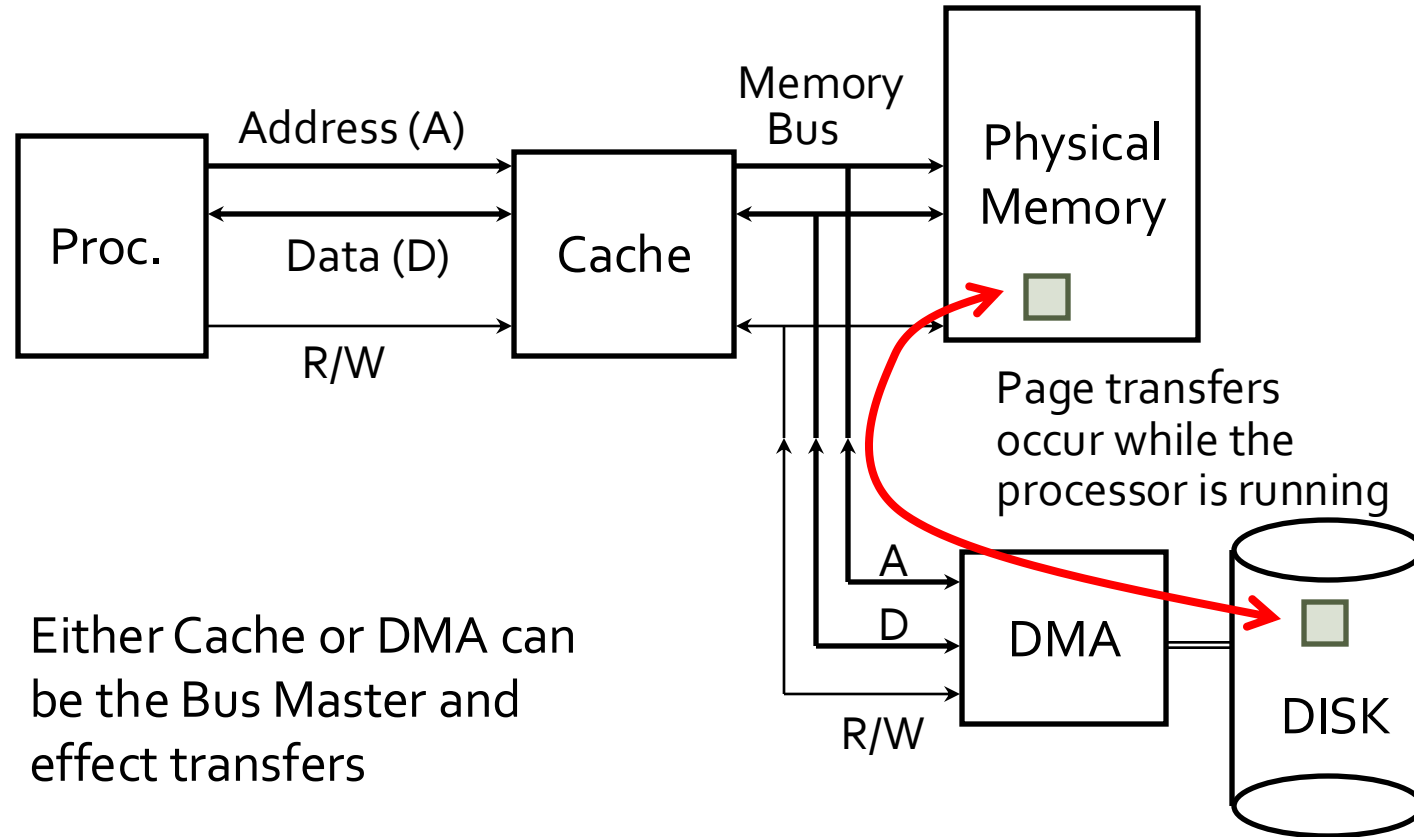 Address (A)
Memory
Bus
Physical
Memory
Proc.
Data (D)
Cache
R/W
Page transfers
occur while the
processor is running
A
D
DMA
R/W
DISK
Either Cache or DMA can
be the Bus Master and
effect transfers